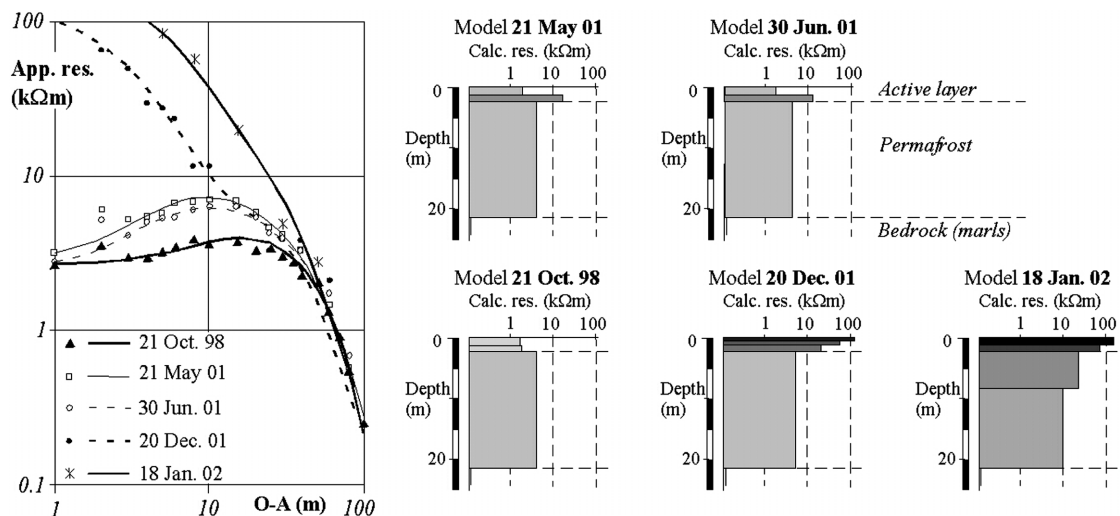 100
App. res.
(kΩm)
10
1
0.1
1
O-A (m)
10
100
21 Oct. 98
21 May 01
30 Jun. 01
20 Dec. 01
18 Jan. 02
Model 21 May 01
Calc. res. (kΩm)
1 10 100
0
Depth
(m)
20
Model 30 Jun. 01
Calc. res. (kΩm)
1 10 100
0
Depth
(m)
20
Active layer
Permafrost
Bedrock (marls)
Model 21 Oct. 98
Calc. res. (kΩm)
1 10 100
0
Depth
(m)
20
Model 20 Dec. 01
Calc. res. (kΩm)
1 10 100
0
Depth
(m)
20
Model 18 Jan. 02
Calc. res. (kΩm)
1 10 100
0
Depth
(m)
20